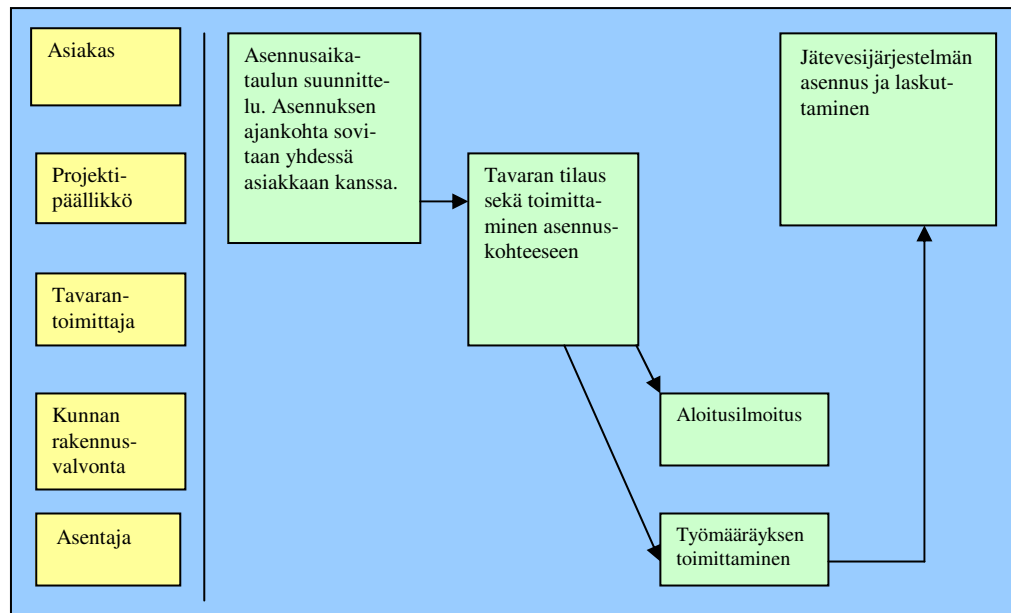 Asiakas
Projekti-
päällikkö
Tavaran-
toimittaja
Kunnan
rakennus-
valvonta
Asentaja
Asennusaika-
taulun suunnitte-
lu. Asennuksen
ajankohta sovi-
taan yhdessä
asiakkaan kanssa.
Tavaran tilaus
sekä toimitta-
minen asennus-
kohteeseen
Aloitusilmoitus
Työmääräyksen
toimittaminen
Jätevesijärjestelmän
asennus ja laskut-
taminen